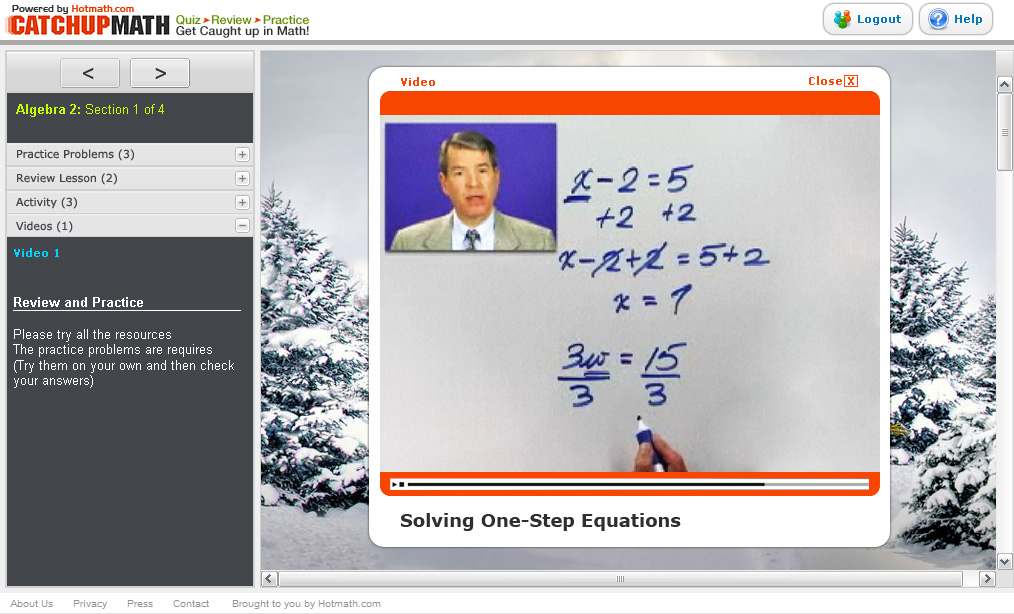 Powered by Hotmath.com
CATCHUPMATH
Quiz ➤ Review ➤ Practice
Get Caught up in Math!
Logout
Help
<
>
Algebra 2: Section 1 of 4
Practice Problems (3)
Review Lesson (2)
Activity (3)
Videos (1)
Video 1
Review and Practice
Please try all the resources
The practice problems are requires
(Try them on your own and then check
your answers)
Video
Close X
x - 2 = 5
+2 +2
x - 2 + 2 = 5 + 2
x = 7
3w = 15
3 3
Solving One-Step Equations
About Us
Privacy
Press
Contact
Brought to you by Hotmath.com